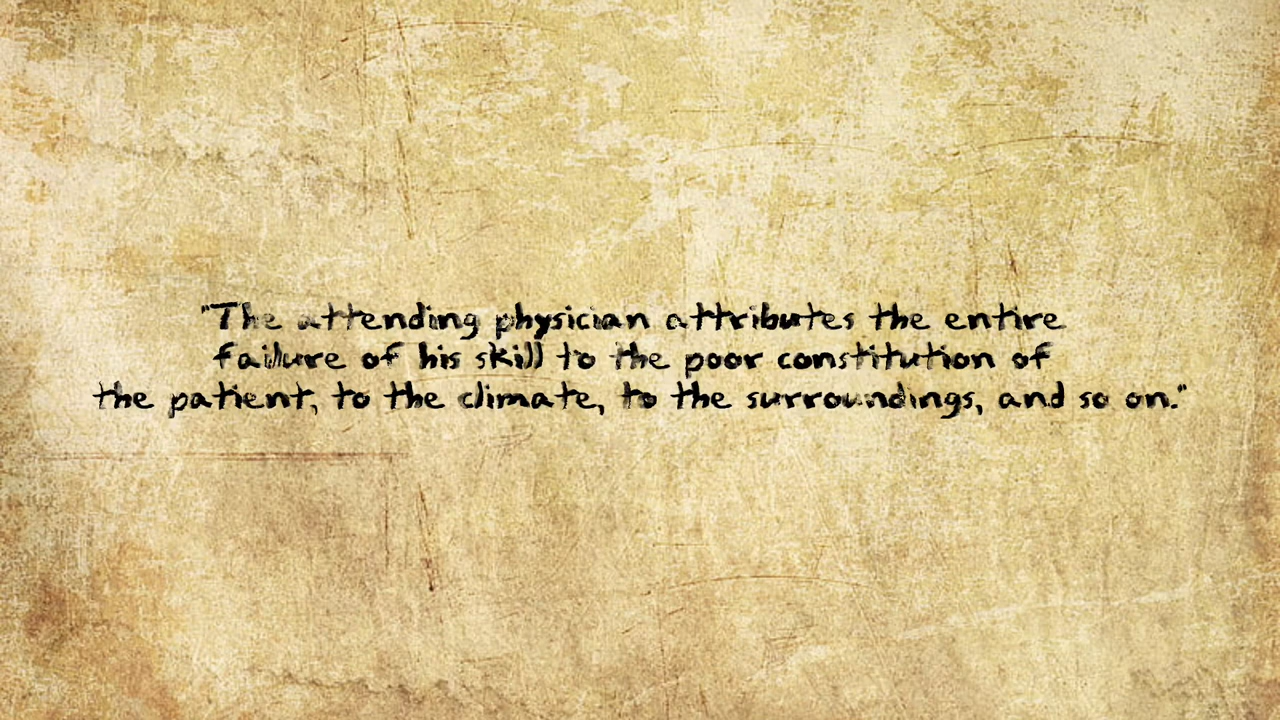 "The attending physician attributes the entire
failure of his skill to the poor constitution of
the patient, to the climate, to the surroundings, and so on."